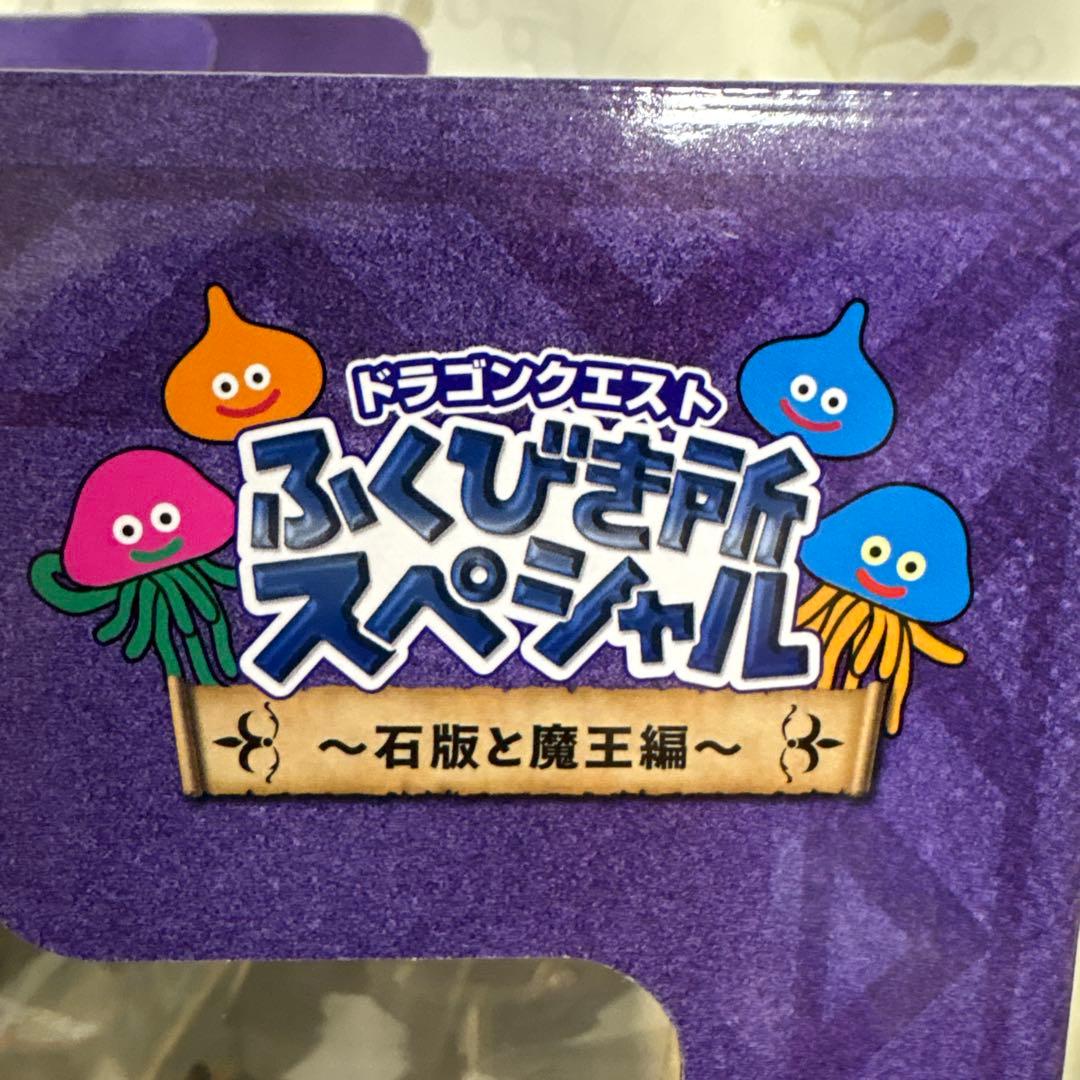 ドラゴンクエスト
ふくびき所
スペシャル
～石版と魔王編～